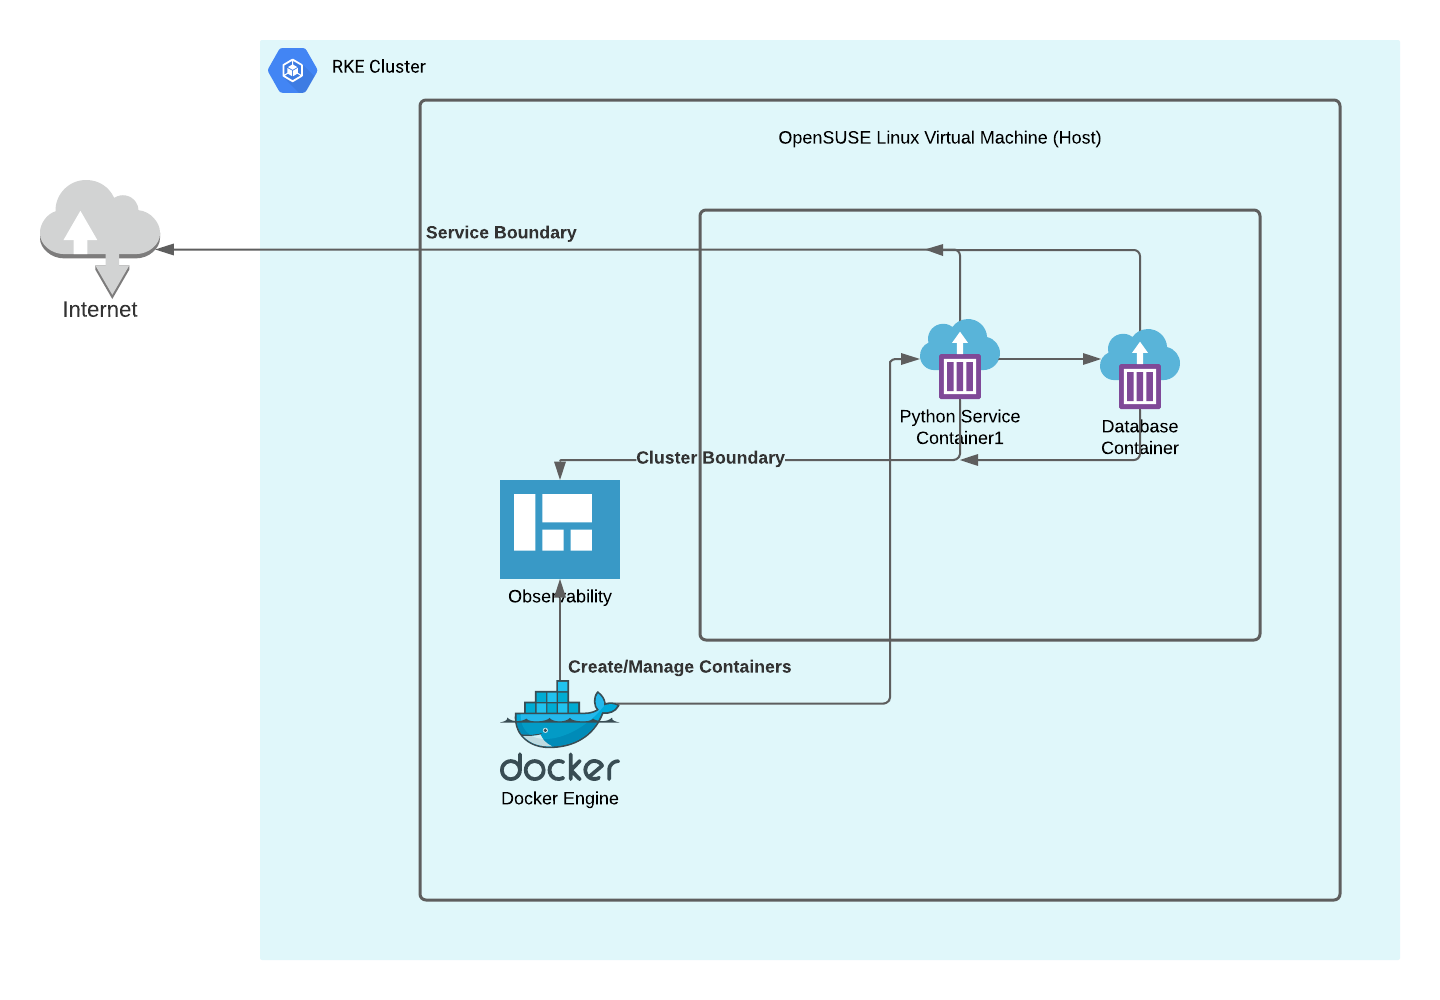 RKE Cluster
OpenSUSE Linux Virtual Machine (Host)
Service Boundary
Internet
Python Service
Container1
Database
Container
Cluster Boundary
Observability
Create/Manage Containers
docker
Docker Engine